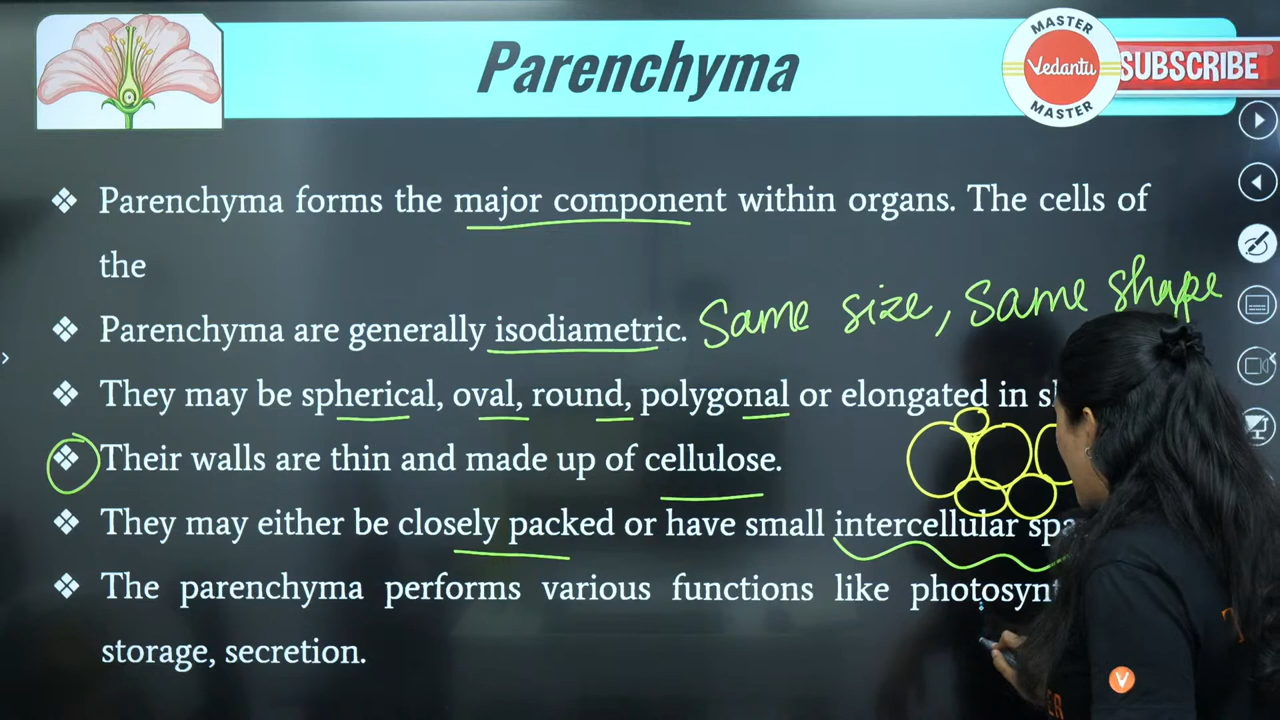 Parenchyma
MASTER
Vedantu
MASTER
SUBSCRIBE
❖ Parenchyma forms the major component within organs. The cells of
the
❖ Parenchyma are generally isodiametric. Same size, Same shape
❖ They may be spherical, oval, round, polygonal or elongated in
❖ Their walls are thin and made up of cellulose.
❖ They may either be closely packed or have small intercellular
❖ The parenchyma performs various functions like
storage, secretion.
V